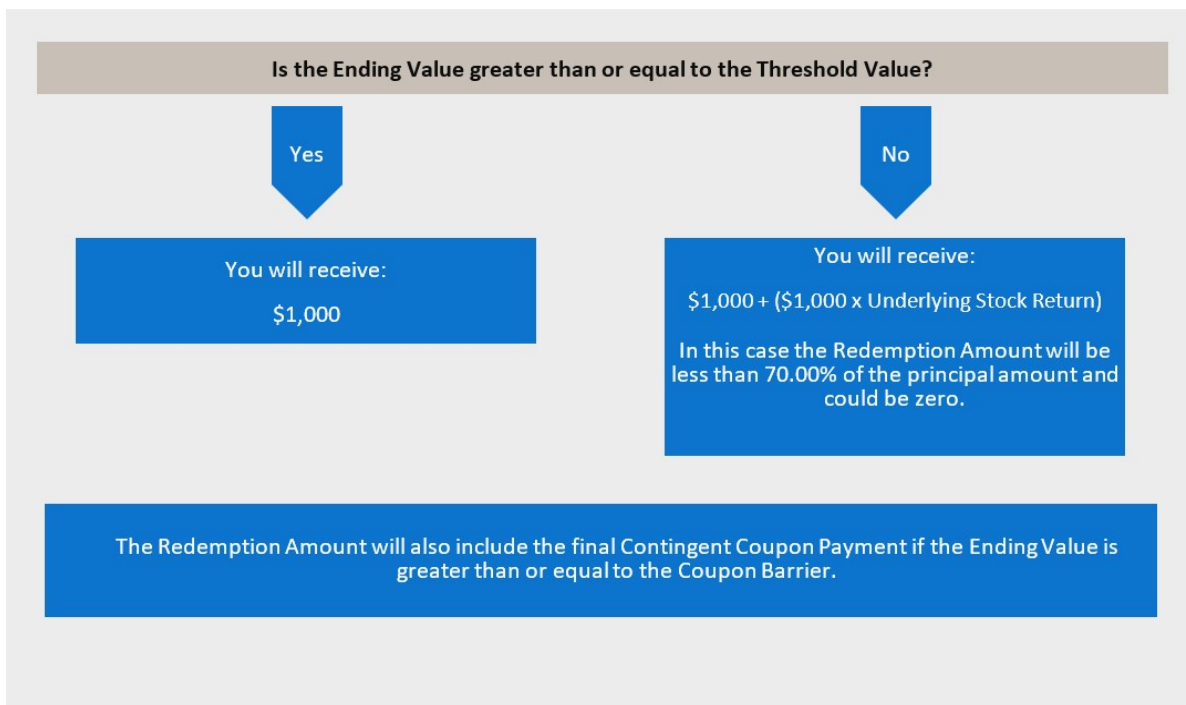 Is the Ending Value greater than or equal to the Threshold Value?
Yes
No
You will receive:
$1,000
You will receive:
$1,000 + ($1,000 x Underlying Stock Return)
In this case the Redemption Amount will be
less than 70.00% of the principal amount and
could be zero.
The Redemption Amount will also include the final Contingent Coupon Payment if the Ending Value is
greater than or equal to the Coupon Barrier.